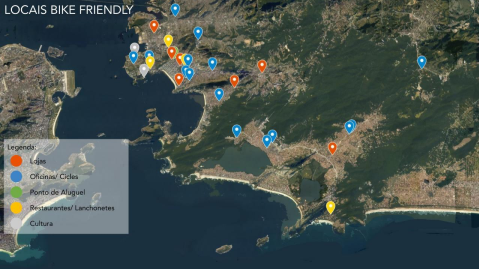 LOCAIS BIKE FRIENDLY
Legenda:
Lojas
Oficinas/ Cicles
Ponto de Aluguel
Restaurantes/ Lanchonetes
Cultura